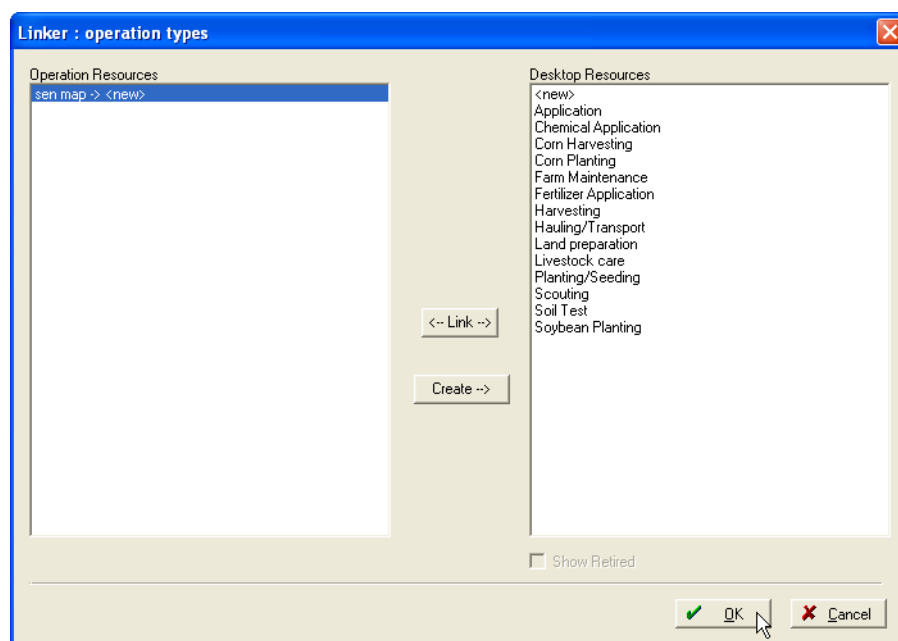 Linker : operation types
Operation Resources
sen map -> <new>
Desktop Resources
<new>
Application
Chemical Application
Corn Harvesting
Corn Planting
Farm Maintenance
Fertilizer Application
Harvesting
Hauling/Transport
Land preparation
Livestock care
Planting/Seeding
Scouting
Soil Test
Soybean Planting
<-- Link -->
Create -->
Show Retired
OK
Cancel